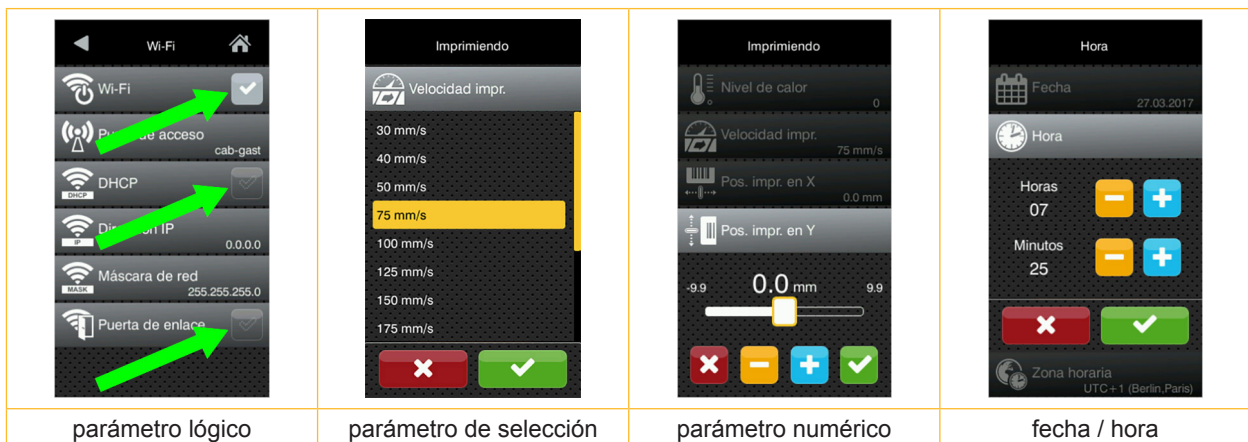 Wi-Fi
Wi-Fi
de acceso
cab-gast
DHCP
DHCP
IP
IP
0.0.0.0
Máscara de red
MASK
255.255.255.0
Puerta de enlace
parámetro lógico
Imprimiendo
Velocidad impr.
30 mm/s
40 mm/s
50 mm/s
75 mm/s
100 mm/s
125 mm/s
150 mm/s
175 mm/s
parámetro de selección
Imprimiendo
Nivel de calor
0
Velocidad impr.
75 mm/s
Pos. impr. en X
0.0 mm
Pos. impr. en Y
-9.9
0.0 mm
9.9
parámetro numérico
Hora
Fecha
27.03.2017
Hora
Horas
07
Minutos
25
Zona horaria
UTC+1 (Berlin,Paris)
fecha / hora